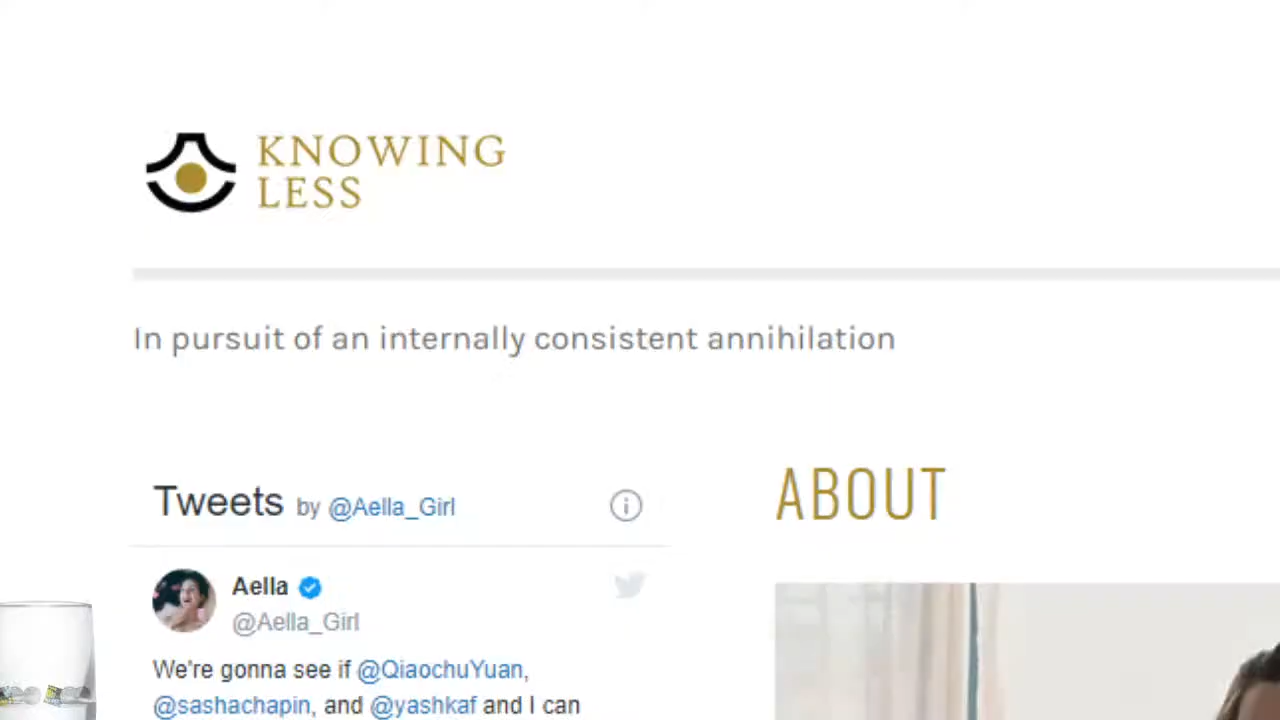 KNOWING
LESS
In pursuit of an internally consistent annihilation
Tweets by @Aella_Girl
ABOUT
Aella
@Aella_Girl
We're gonna see if @QiaochuYuan,
@sashachapin, and @yashkaf and I can